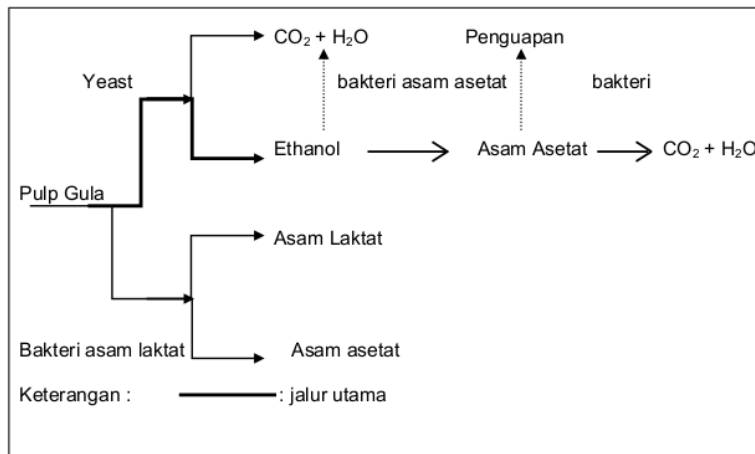 CO₂ + H₂O Penguapan
Yeast bakteri asam asetat bakteri
Ethanol Asam Asetat CO₂ + H₂O
Pulp Gula
Asam Laktat
Bakteri asam laktat Asam asetat
Keterangan : : jalur utama